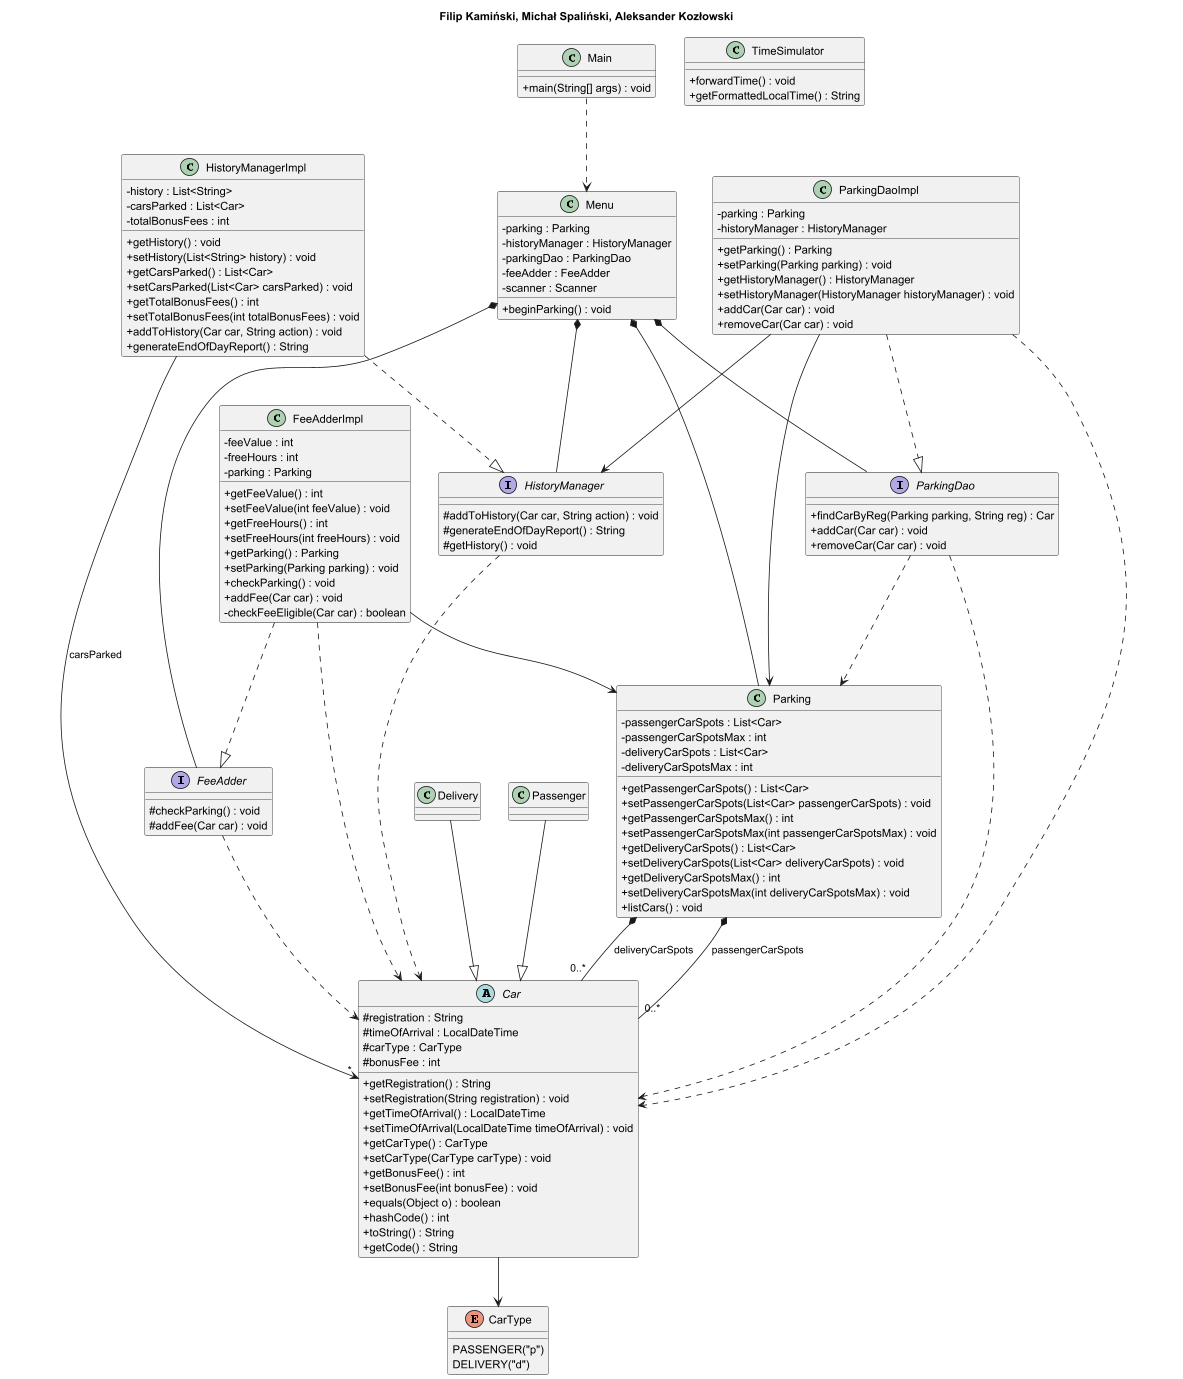 Filip Kamiński, Michał Spaliński, Aleksander Kozłowski
C Main
+main(String[] args) : void
C TimeSimulator
+forwardTime() : void
+getFormattedLocalTime() : String
C HistoryManagerImpl
-history : List<String>
-carsParked : List<Car>
-totalBonusFees : int
+getHistory() : void
+setHistory(List<String> history) : void
+getCarsParked() : List<Car>
+setCarsParked(List<Car> carsParked) : void
+getTotalBonusFees() : int
+setTotalBonusFees(int totalBonusFees) : void
+addToHistory(Car car, String action) : void
+generateEndOfDayReport() : String
C Menu
-parking : Parking
-historyManager : HistoryManager
-parkingDao : ParkingDao
-feeAdder : FeeAdder
-scanner : Scanner
+beginParking() : void
C ParkingDaoImpl
-parking : Parking
-historyManager : HistoryManager
+getParking() : Parking
+setParking(Parking parking) : void
+getHistoryManager() : HistoryManager
+setHistoryManager(HistoryManager historyManager) : void
+addCar(Car car) : void
+removeCar(Car car) : void
C FeeAdderImpl
-feeValue : int
-freeHours : int
-parking : Parking
+getFeeValue() : int
+setFeeValue(int feeValue) : void
+getFreeHours() : int
+setFreeHours(int freeHours) : void
+getParking() : Parking
+setParking(Parking parking) : void
+checkParking() : void
+addFee(Car car) : void
-checkFeeEligible(Car car) : boolean
I HistoryManager
#addToHistory(Car car, String action) : void
#generateEndOfDayReport() : String
#getHistory() : void
I ParkingDao
+findCarByReg(Parking parking, String reg) : Car
+addCar(Car car) : void
+removeCar(Car car) : void
carsParked
C Parking
-passengerCarSpots : List<Car>
-passengerCarSpotsMax : int
-deliveryCarSpots : List<Car>
-deliveryCarSpotsMax : int
+getPassengerCarSpots() : List<Car>
+setPassengerCarSpots(List<Car> passengerCarSpots) : void
+getPassengerCarSpotsMax() : int
+setPassengerCarSpotsMax(int passengerCarSpotsMax) : void
+getDeliveryCarSpots() : List<Car>
+setDeliveryCarSpots(List<Car> deliveryCarSpots) : void
+getDeliveryCarSpotsMax() : int
+setDeliveryCarSpotsMax(int deliveryCarSpotsMax) : void
+listCars() : void
I FeeAdder
#checkParking() : void
#addFee(Car car) : void
C Delivery
C Passenger
deliveryCarSpots
passengerCarSpots
0..*
0..*
*
A Car
#registration : String
#timeOfArrival : LocalDateTime
#carType : CarType
#bonusFee : int
+getRegistration() : String
+setRegistration(String registration) : void
+getTimeOfArrival() : LocalDateTime
+setTimeOfArrival(LocalDateTime timeOfArrival) : void
+getCarType() : CarType
+setCarType(CarType carType) : void
+getBonusFee() : int
+setBonusFee(int bonusFee) : void
+equals(Object o) : boolean
+hashCode() : int
+toString() : String
+getCode() : String
E CarType
PASSENGER("p")
DELIVERY("d")